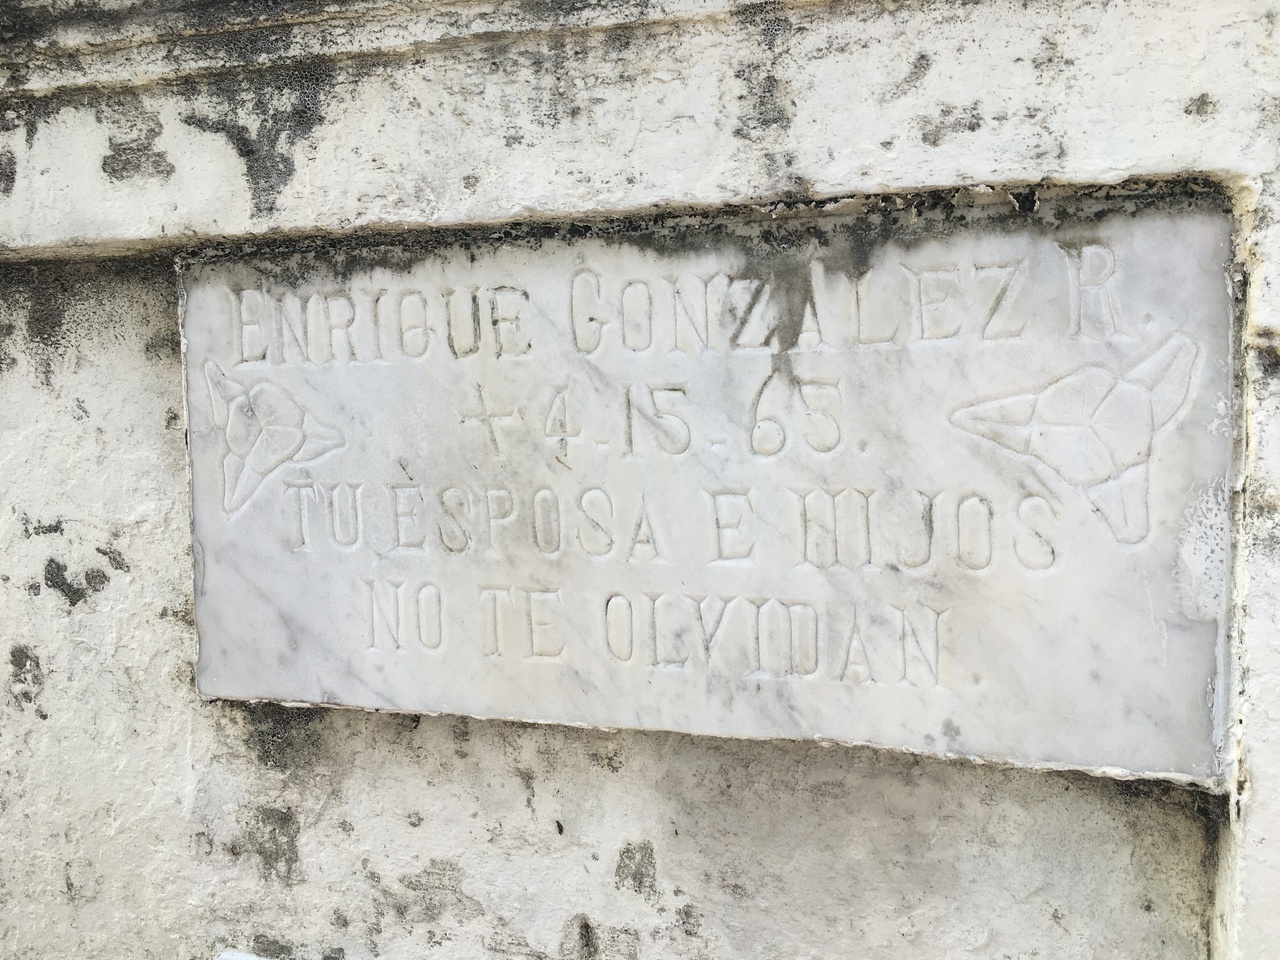 ENRIQUE GONZALEZ R.
+ 4-15-65.
TU ESPOSA E HIJOS
NO TE OLVIDAN.